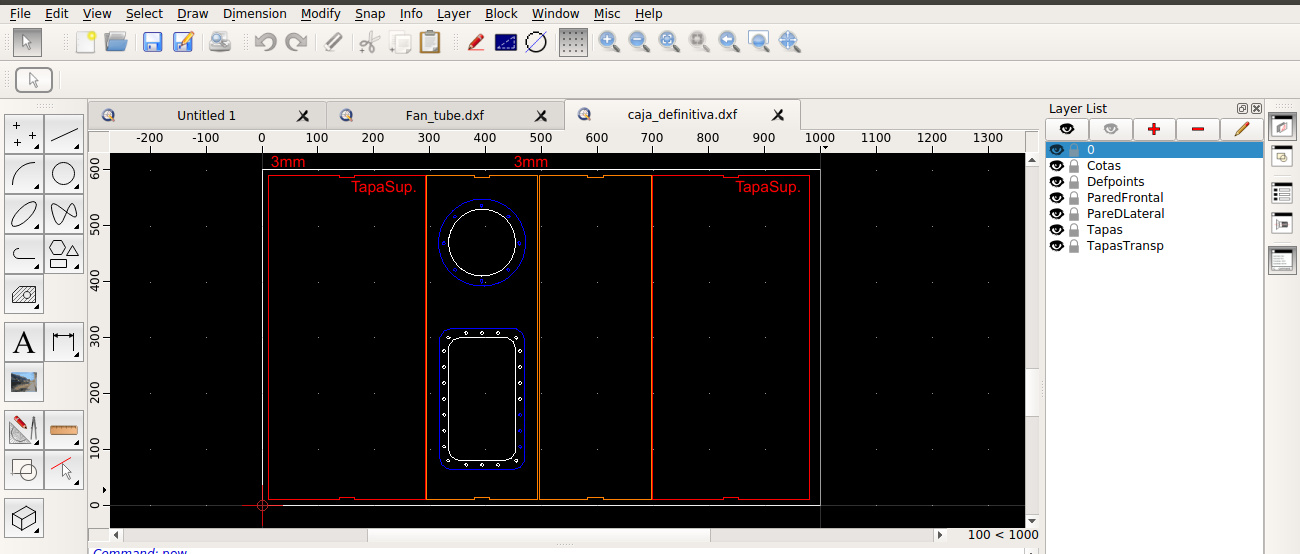 File Edit View Select Draw Dimension Modify Snap Info Layer Block Window Misc Help
Untitled 1 Fan_tube.dxf caja_definitiva.dxf
Layer List
-200 -100 0 100 200 300 400 500 600 700 800 900 1000 1100 1200 1300
600
500
400
300
200
100
0
3mm 3mm
TapaSup. TapaSup.
0
Cotas
Defpoints
ParedFrontal
PareDLateral
Tapas
TapasTransp
A
100 < 1000
Command: new